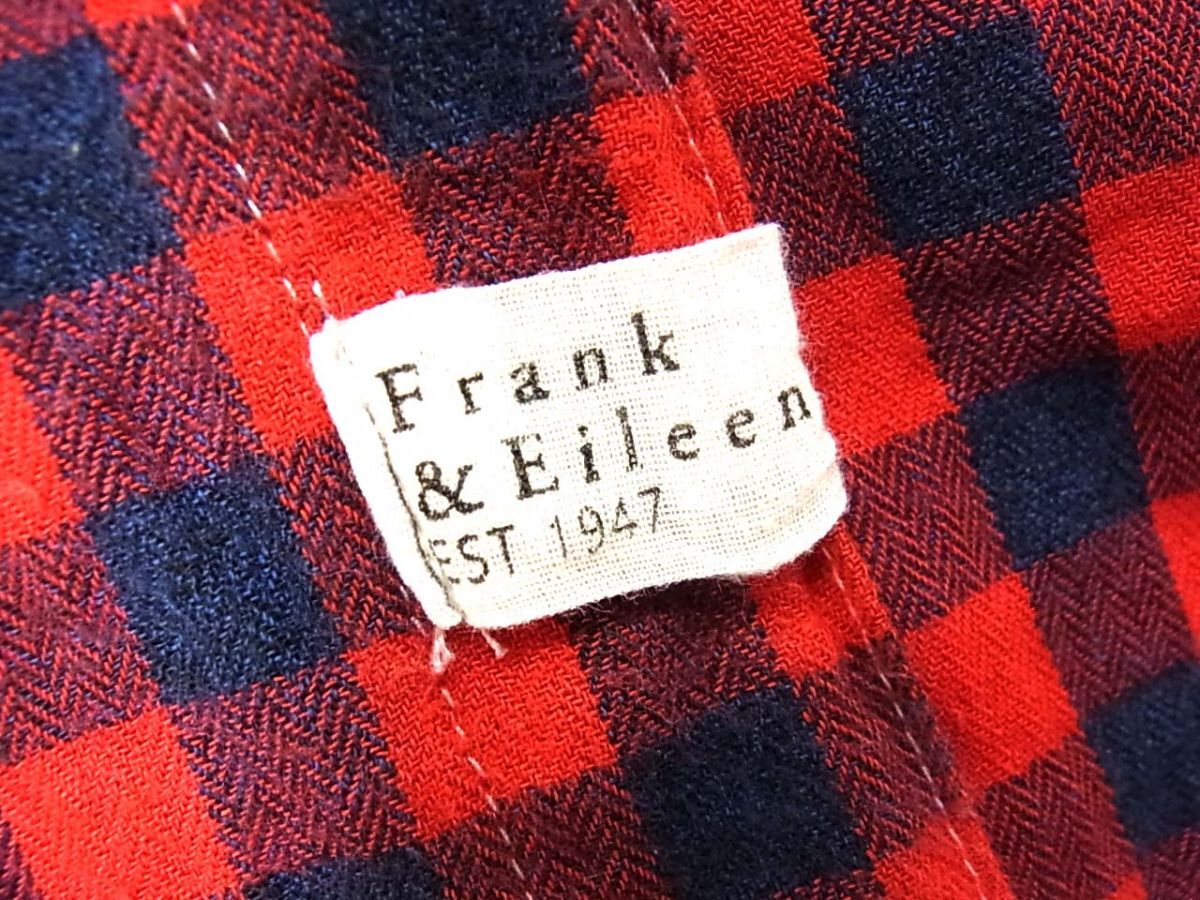 Frank
& Eileen
EST 1947